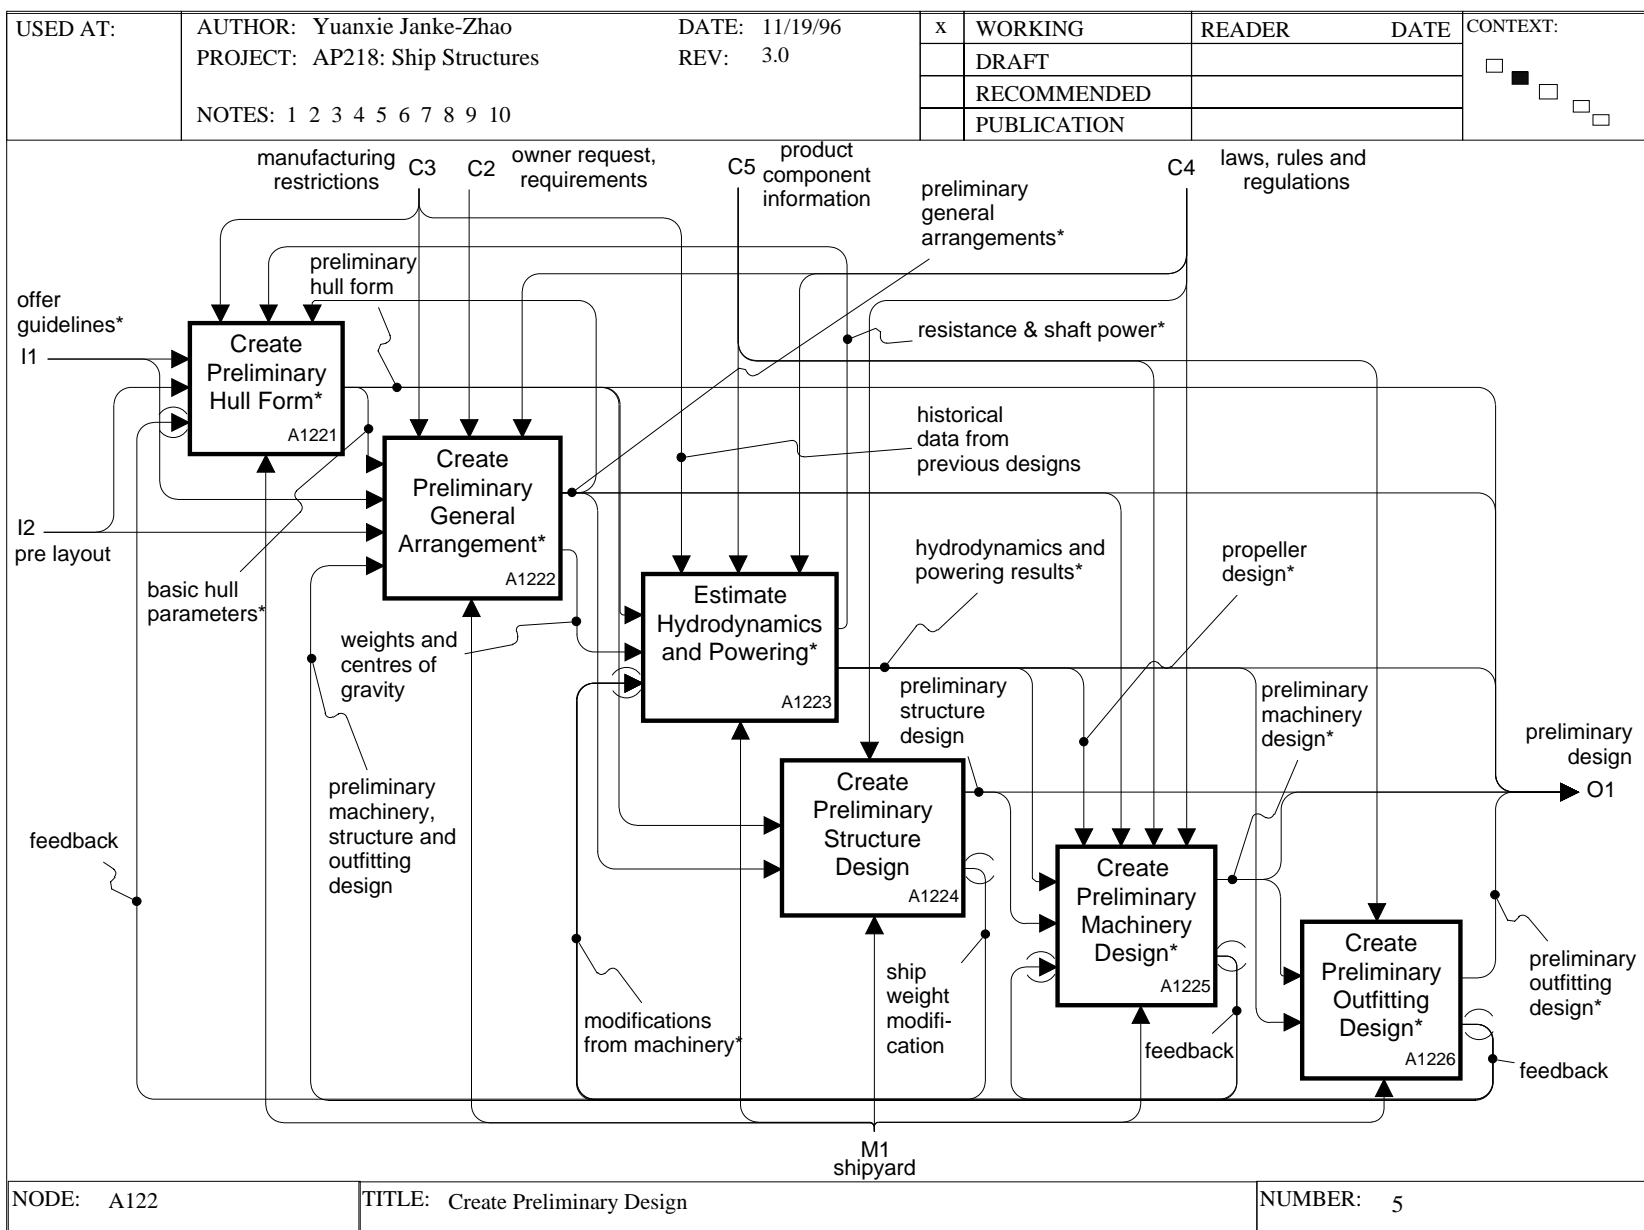 USED AT:
AUTHOR: Yuanxie Janke-Zhao
DATE: 11/19/96
PROJECT: AP218: Ship Structures
REV: 3.0
NOTES: 1 2 3 4 5 6 7 8 9 10
x WORKING
DRAFT
RECOMMENDED
PUBLICATION
READER DATE
CONTEXT:
manufacturing
restrictions
C3
C2
owner request,
requirements
C5
product
component
information
preliminary
general
arrangements*
C4
laws, rules and
regulations
preliminary
hull form
offer
guidelines*
I1
Create
Preliminary
Hull Form*
A1221
resistance & shaft power*
historical
data from
previous designs
Create
Preliminary
General
Arrangement*
A1222
I2
pre layout
basic hull
parameters*
weights and
centres of
gravity
Estimate
Hydrodynamics
and Powering*
A1223
hydrodynamics and
powering results*
propeller
design*
preliminary
structure
design
preliminary
machinery
design*
preliminary
design
O1
preliminary
machinery,
structure and
outfitting
design
feedback
Create
Preliminary
Structure
Design
A1224
Create
Preliminary
Machinery
Design*
A1225
Create
Preliminary
Outfitting
Design*
A1226
preliminary
outfitting
design*
modifications
from machinery*
ship
weight
modifi-
cation
feedback
feedback
M1
shipyard
NODE: A122
TITLE: Create Preliminary Design
NUMBER: 5